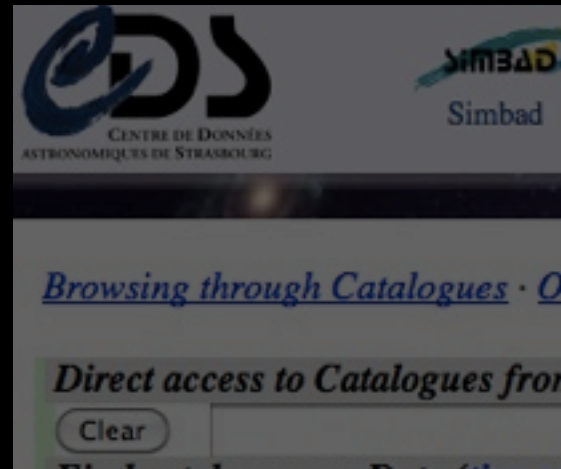 CDS
CENTRE DE DONNÉES
ASTRONOMIQUES DE STRASBOURG
SIMBAD
Simbad
Browsing through Catalogues · O
Direct access to Catalogues from
Clear